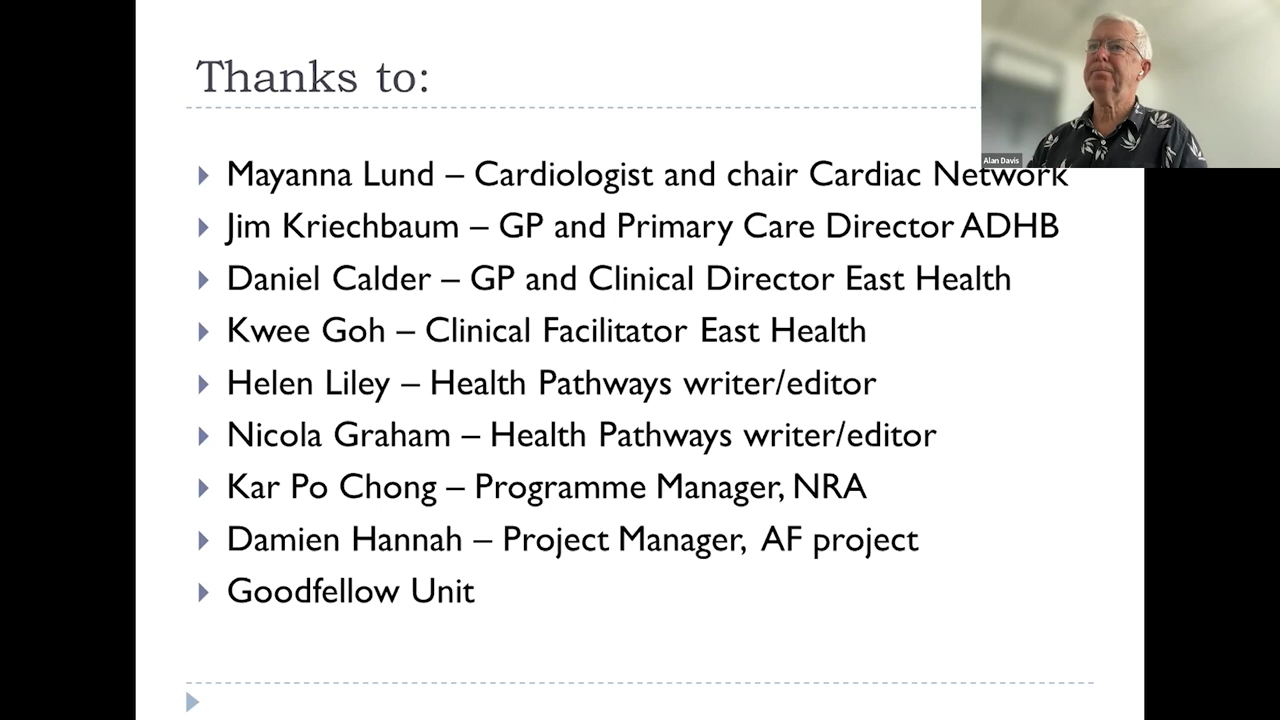 Thanks to:
Alan Davis
Mayanna Lund – Cardiologist and chair Cardiac Network
Jim Kriechbaum – GP and Primary Care Director ADHB
Daniel Calder – GP and Clinical Director East Health
Kwee Goh – Clinical Facilitator East Health
Helen Liley – Health Pathways writer/editor
Nicola Graham – Health Pathways writer/editor
Kar Po Chong – Programme Manager, NRA
Damien Hannah – Project Manager, AF project
Goodfellow Unit